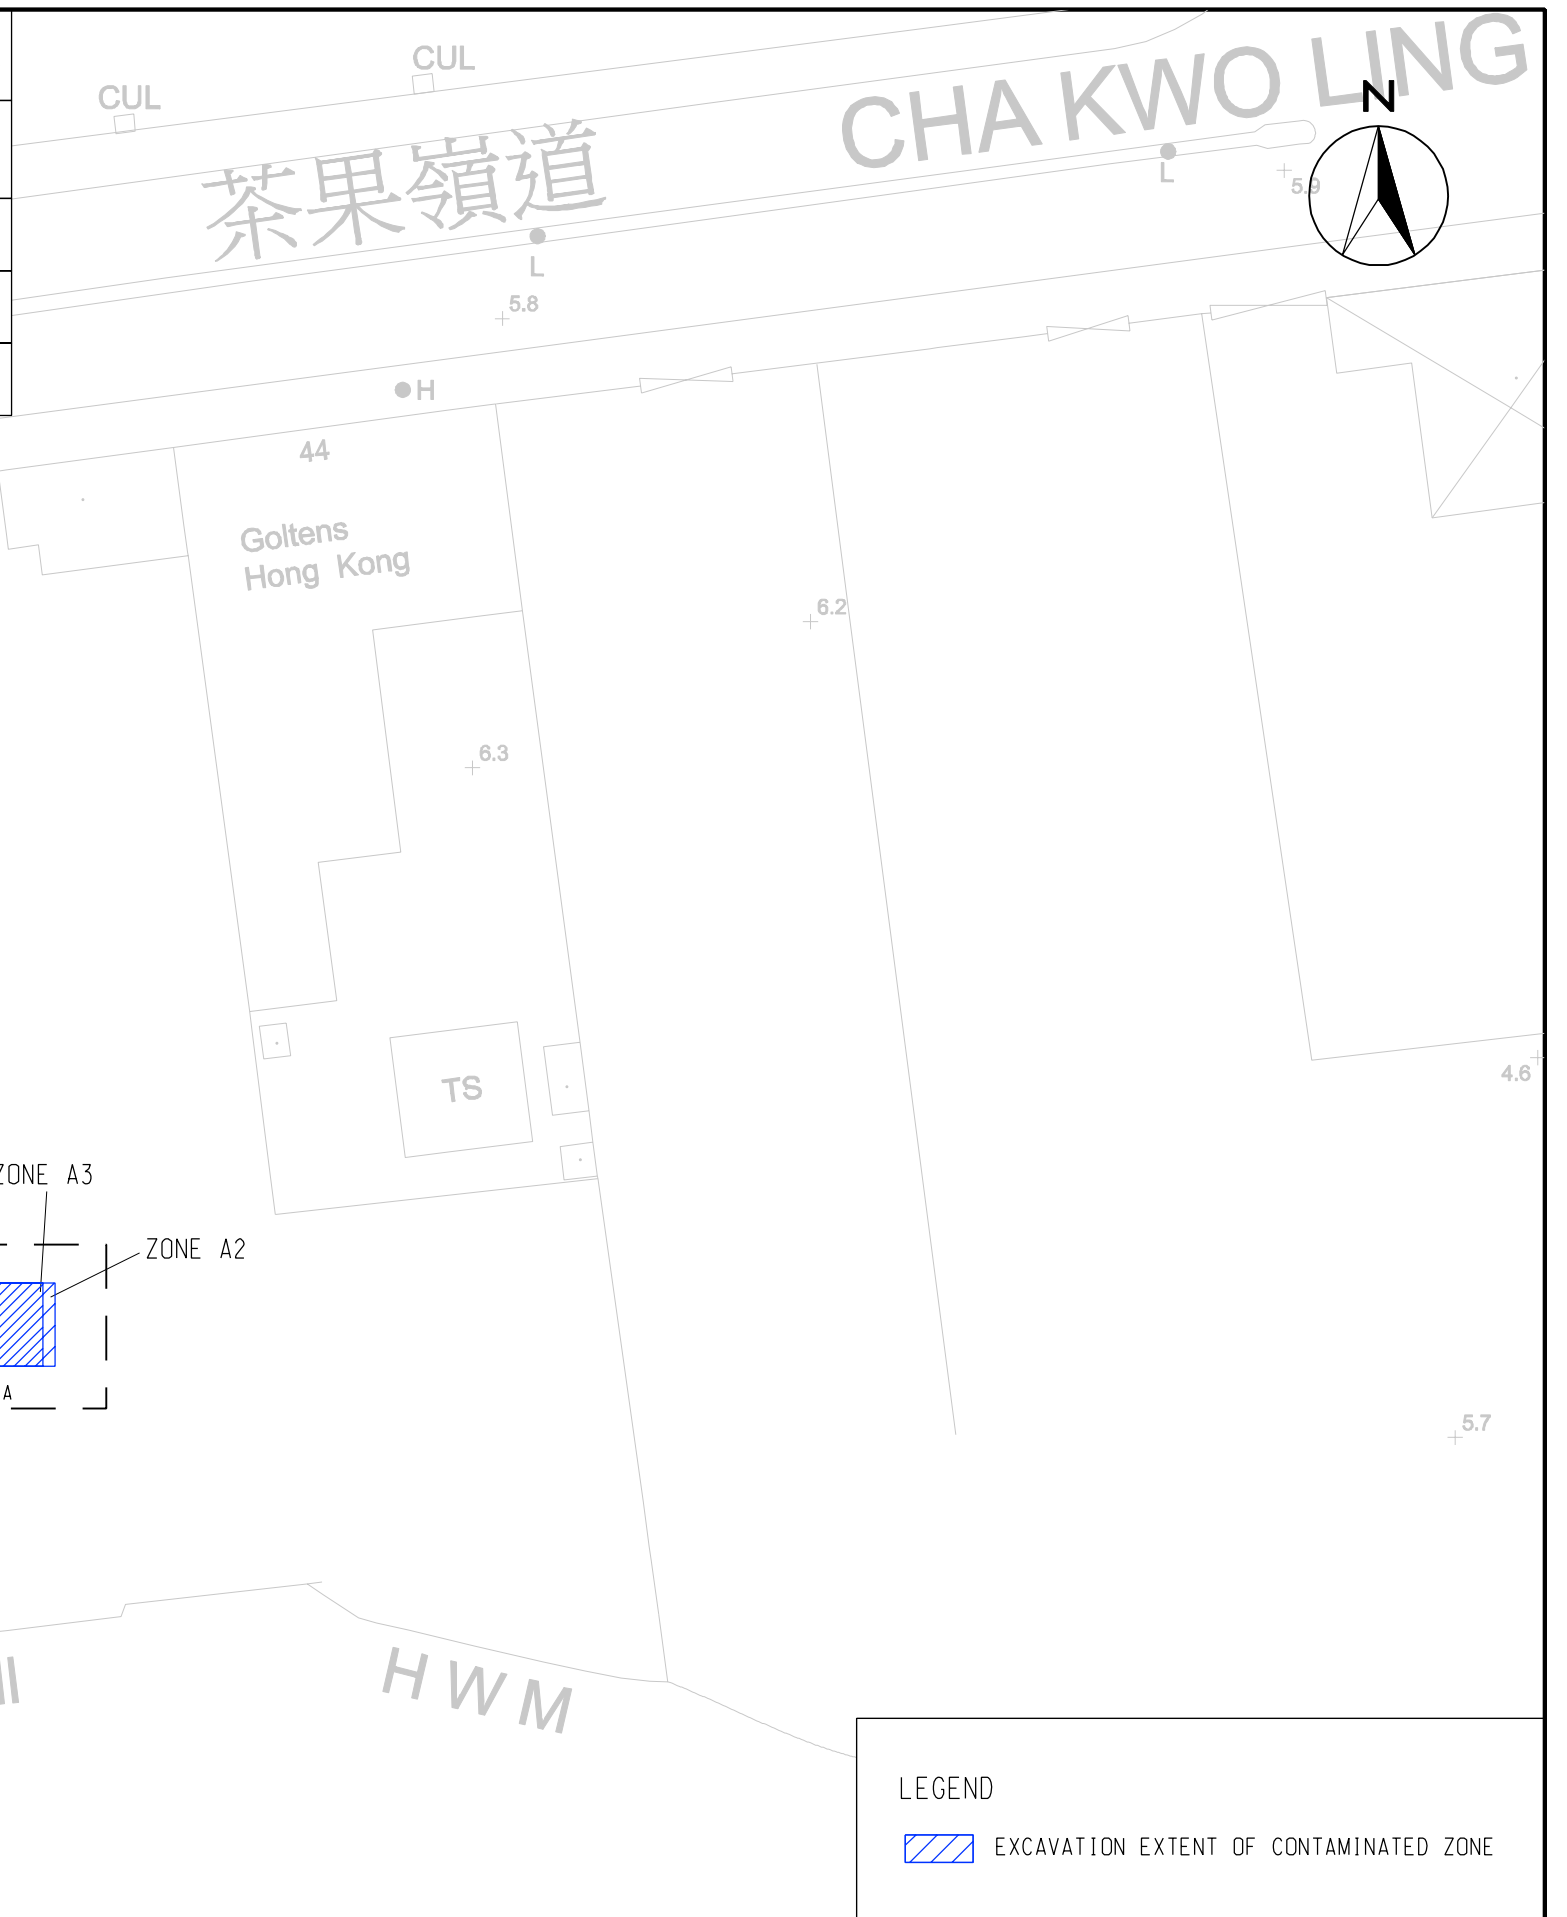 CUL
CUL
CHA KWO LING
N
茶果嶺道
L
5.9
L
5.8
H
44
Goltens
Hong Kong
6.2
6.3
4.6
TS
ZONE A3
ZONE A2
A
5.7
HWM
LEGEND
EXCAVATION EXTENT OF CONTAMINATED ZONE